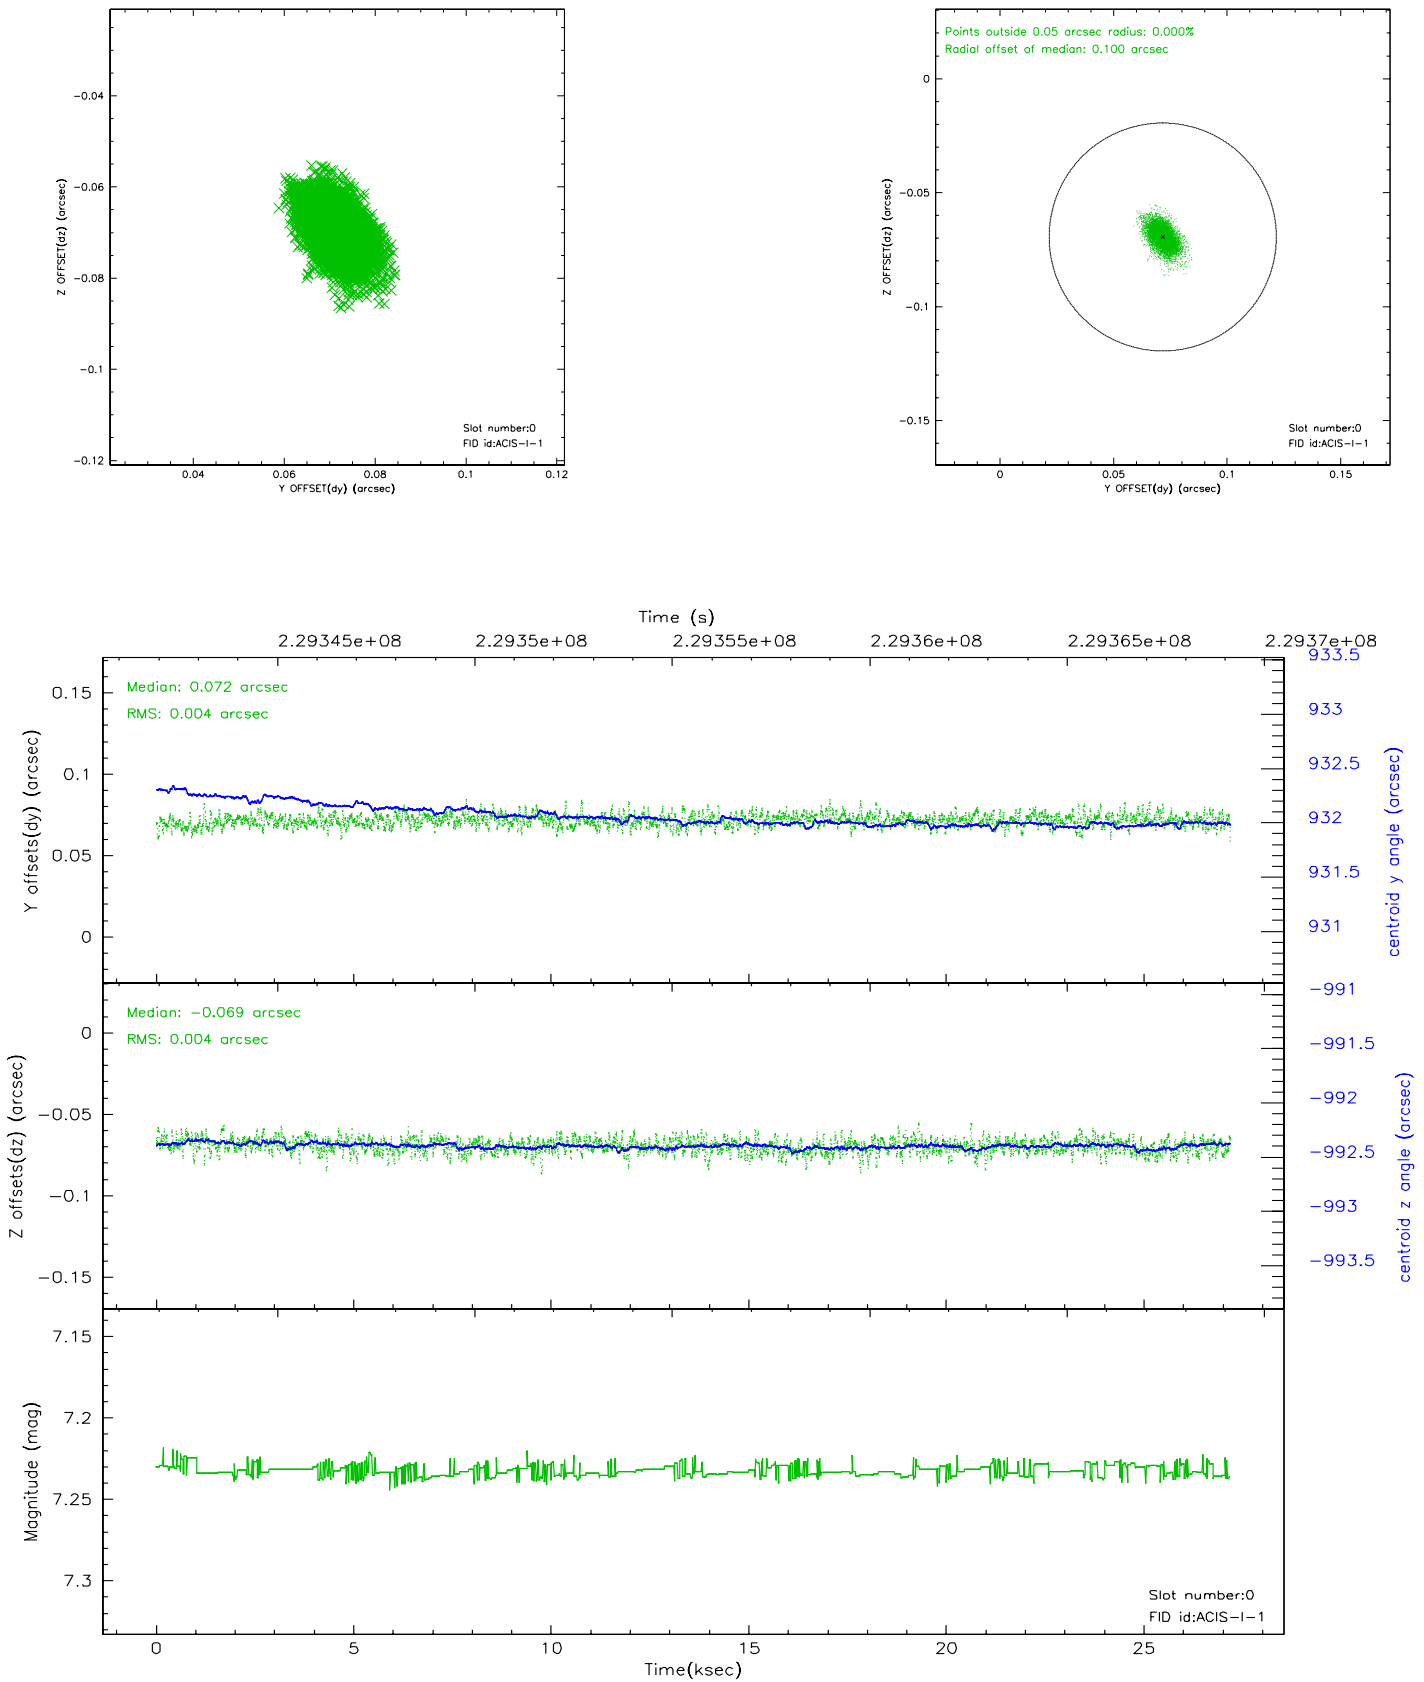 -0.04
-0.06
-0.08
-0.1
-0.12
Z OFFSET(dz) (arcsec)
Slot number:0
FID id:ACIS-I-1
0.04 0.06 0.08 0.1 0.12
Y OFFSET(dy) (arcsec)
Points outside 0.05 arcsec radius: 0.000%
Radial offset of median: 0.100 arcsec
0
-0.05
-0.1
-0.15
Z OFFSET(dz) (arcsec)
Slot number:0
FID id:ACIS-I-1
0 0.05 0.1 0.15
Y OFFSET(dy) (arcsec)
Time (s)
2.29345e+08 2.2935e+08 2.29355e+08 2.2936e+08 2.29365e+08 2.2937e+08
Median: 0.072 arcsec
RMS: 0.004 arcsec
0.15
0.1
0.05
0
Y offsets(dy) (arcsec)
933.5
933
932.5
932
931.5
931
centroid y angle (arcsec)
Median: -0.069 arcsec
RMS: 0.004 arcsec
0
-0.05
-0.1
-0.15
Z offsets(dz) (arcsec)
-991
-991.5
-992
-992.5
-993
-993.5
centroid z angle (arcsec)
7.15
7.2
7.25
7.3
Magnitude (mag)
Slot number:0
FID id:ACIS-I-1
0 5 10 15 20 25
Time(ksec)